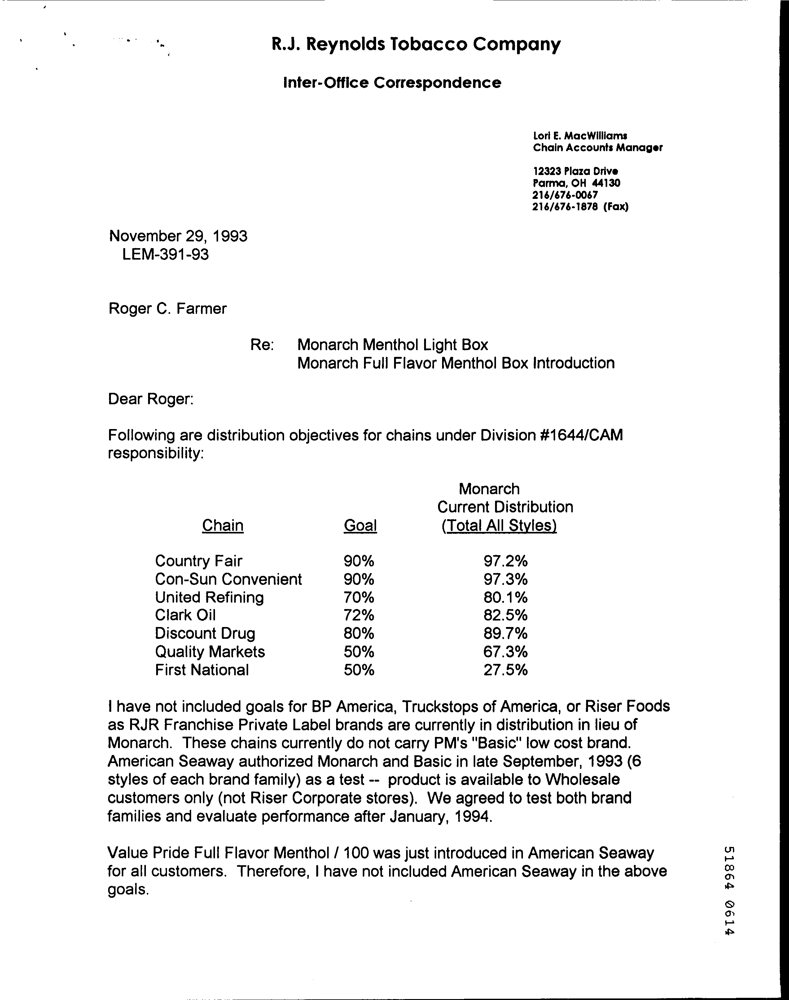 R.J. Reynolds Tobacco Company
Inter-Office Correspondence
Lori E. MacWilliams
Chain Accounts Manager
12323 Plaza Drive
Parma, OH 44130
216/676-0067
216/676-1878 (Fax)
November 29, 1993
LEM-391-93
Roger C. Farmer
Re: Monarch Menthol Light Box
Monarch Full Flavor Menthol Box Introduction
Dear Roger:
Following are distribution objectives for chains under Division #1644/CAM
responsibility:
Monarch
Current Distribution
Chain Goal (Total All Styles)
Country Fair 90% 97.2%
Con-Sun Convenient 90% 97.3%
United Refining 70% 80.1%
Clark Oil 72% 82.5%
Discount Drug 80% 89.7%
Quality Markets 50% 67.3%
First National 50% 27.5%
I have not included goals for BP America, Truckstops of America, or Riser Foods
as RJR Franchise Private Label brands are currently in distribution in lieu of
Monarch. These chains currently do not carry PM's "Basic" low cost brand.
American Seaway authorized Monarch and Basic in late September, 1993 (6
styles of each brand family) as a test -- product is available to Wholesale
customers only (not Riser Corporate stores). We agreed to test both brand
families and evaluate performance after January, 1994.
Value Pride Full Flavor Menthol / 100 was just introduced in American Seaway
for all customers. Therefore, I have not included American Seaway in the above
goals.
51864 0614